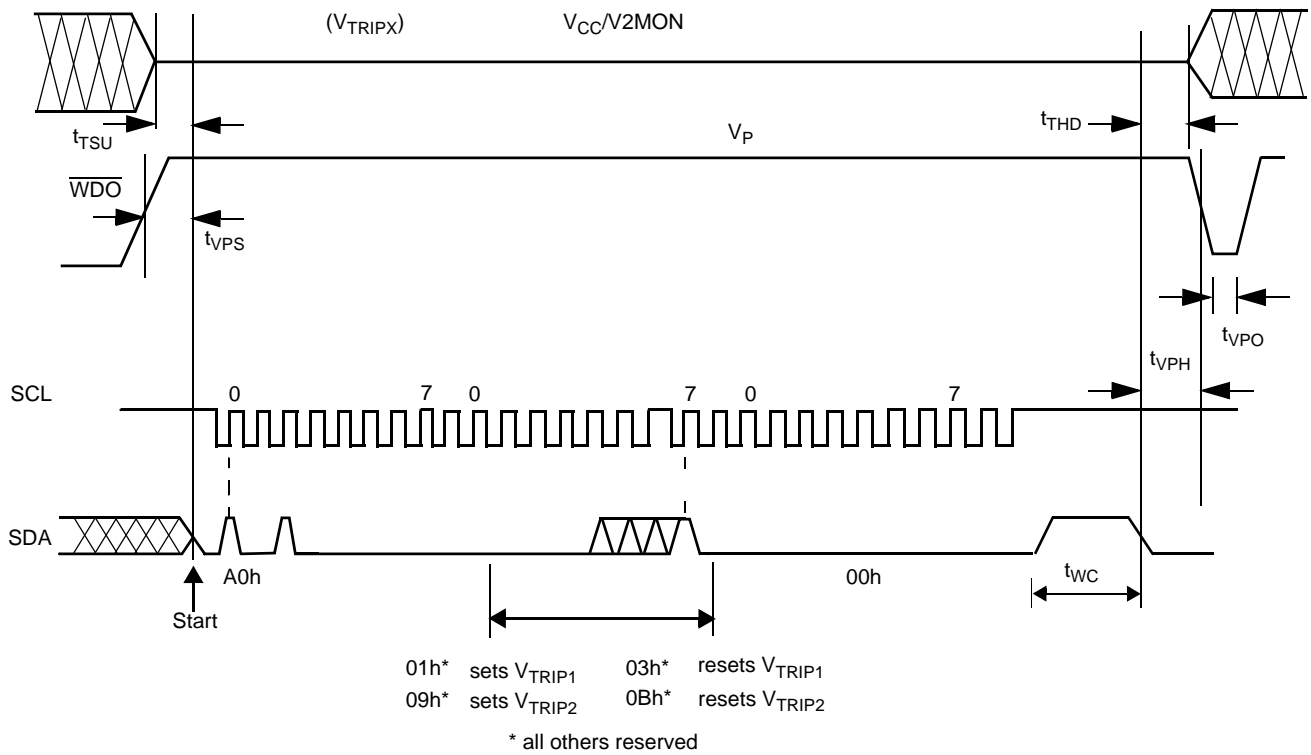 (VTRIPX) VCC/V2MON
tTSU
tTHD
VP
WDO
tVPS
tVPO
tVPH
SCL
0 7 0 7 0 7
SDA
A0h 00h tWC
Start
01h* sets VTRIP1 03h* resets VTRIP1
09h* sets VTRIP2 0Bh* resets VTRIP2
* all others reserved